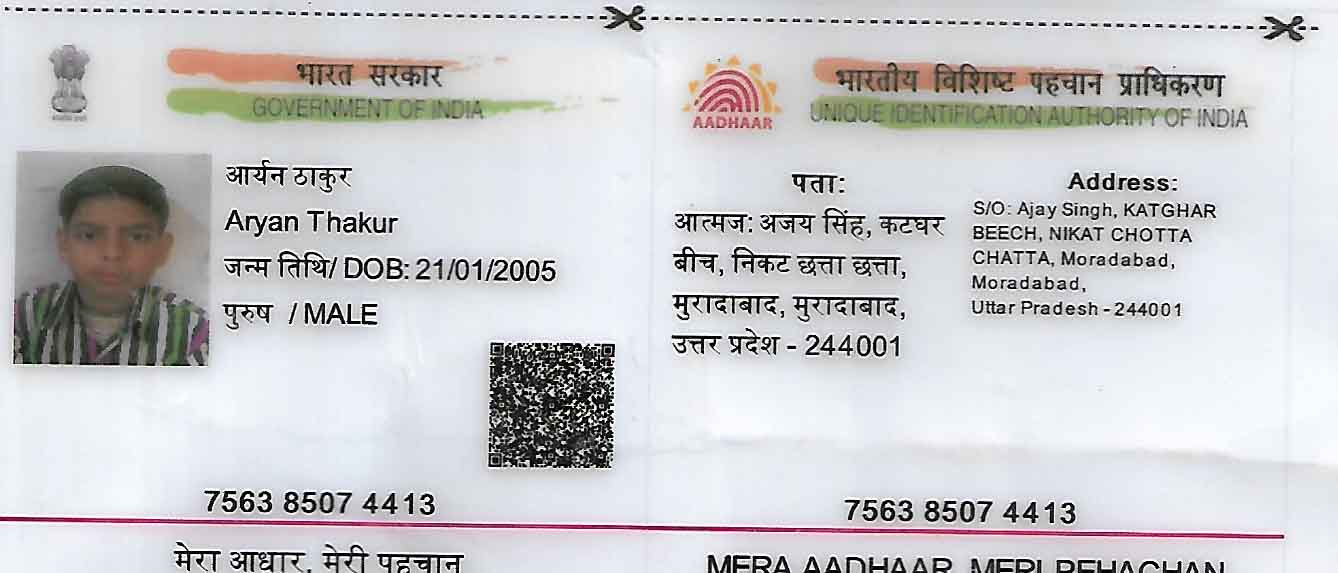 भारत सरकार
GOVERNMENT OF INDIA
आर्यन ठाकुर
Aryan Thakur
जन्म तिथि/ DOB: 21/01/2005
पुरुष / MALE
7563 8507 4413
मेरा आधार, मेरी पहचान
भारतीय विशिष्ट पहचान प्राधिकरण
UNIQUE IDENTIFICATION AUTHORITY OF INDIA
AADHAAR
पता:
आत्मज: अजय सिंह, कटघर
बीच, निकट छत्ता छत्ता,
मुरादाबाद, मुरादाबाद,
उत्तर प्रदेश - 244001
Address:
S/O: Ajay Singh, KATGHAR
BEECH, NIKAT CHOTTA
CHATTA, Moradabad,
Moradabad,
Uttar Pradesh - 244001
7563 8507 4413
MERA AADHAAR, MERI PEHACHAN